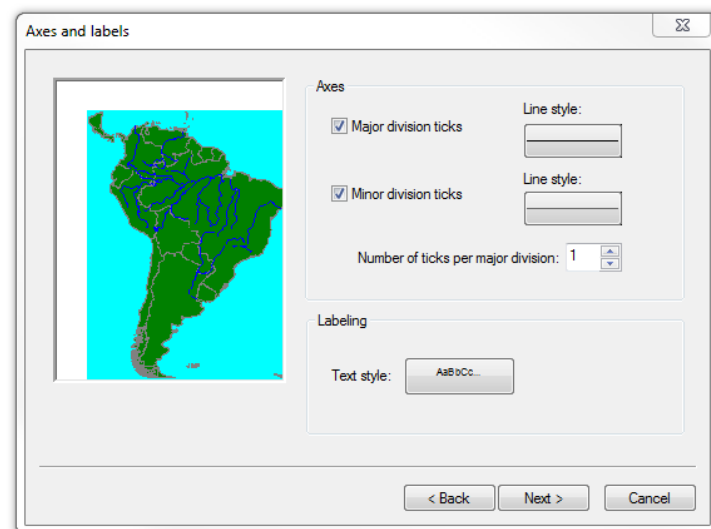 Axes and labels
Axes
Line style:
Major division ticks
Line style:
Minor division ticks
Number of ticks per major division: 1
Labeling
Text style: AaBbCc...
< Back Next > Cancel